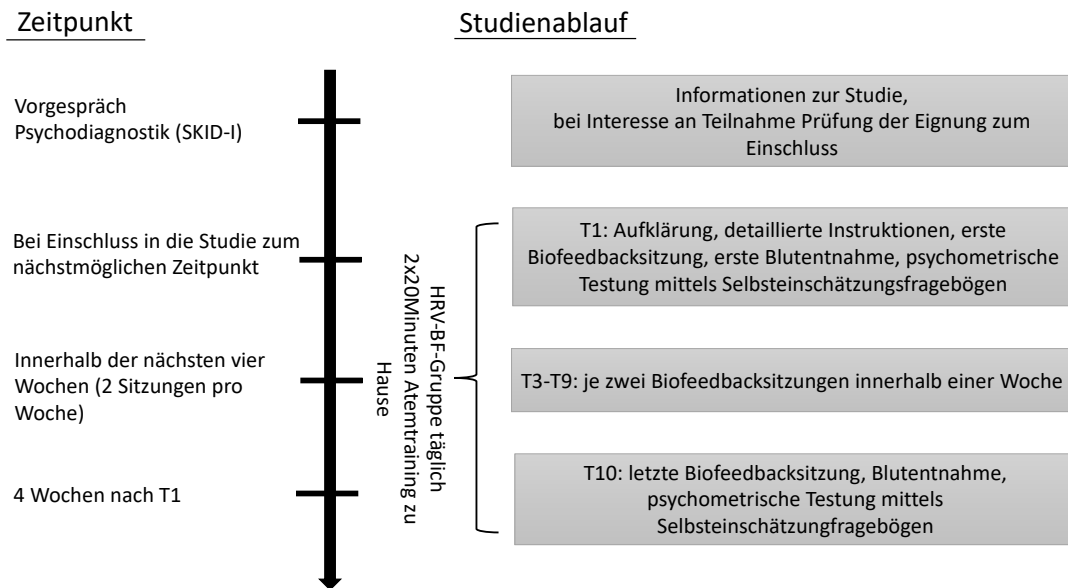 Zeitpunkt
Studienablauf
Vorgespräch
Psychodiagnostik (SKID-I)
Informationen zur Studie,
bei Interesse an Teilnahme Prüfung der Eignung zum
Einschluss
Bei Einschluss in die Studie zum
nächstmöglichen Zeitpunkt
T1: Aufklärung, detaillierte Instruktionen, erste
Biofeedbacksitzung, erste Blutentnahme, psychometrische
Testung mittels Selbsteinschätzungsfragebögen
HRV-BF-Gruppe täglich
2x20Minuten Atemtraining zu
Hause
Innerhalb der nächsten vier
Wochen (2 Sitzungen pro
Woche)
T3-T9: je zwei Biofeedbacksitzungen innerhalb einer Woche
4 Wochen nach T1
T10: letzte Biofeedbacksitzung, Blutentnahme,
psychometrische Testung mittels
Selbsteinschätzungfragebögen